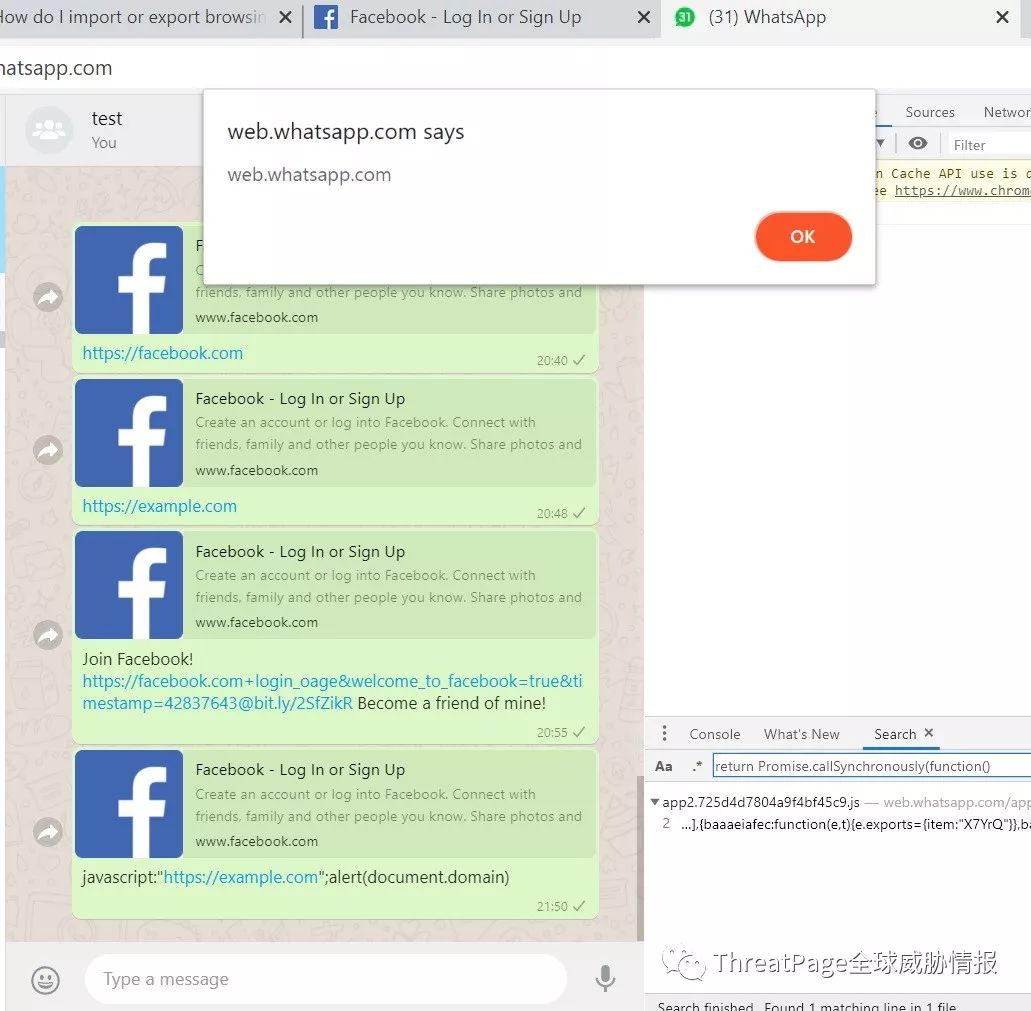 How do I import or export browsin
Facebook - Log In or Sign Up
31
(31) WhatsApp
hatsapp.com
test
You
web.whatsapp.com says
web.whatsapp.com
OK
Sources
Networ
Filter
n Cache API use is d
ee https://www.chrom
F
C
friends, family and other people you know. Share photos and
www.facebook.com
https://facebook.com
20:40
Facebook - Log In or Sign Up
Create an account or log into Facebook. Connect with
friends, family and other people you know. Share photos and
www.facebook.com
https://example.com
20:48
Facebook - Log In or Sign Up
Create an account or log into Facebook. Connect with
friends, family and other people you know. Share photos and
www.facebook.com
Join Facebook!
https://facebook.com+login_oage&welcome_to_facebook=true&ti
mestamp=42837643@bit.ly/2SfZikR Become a friend of mine!
20:55
Facebook - Log In or Sign Up
Create an account or log into Facebook. Connect with
friends, family and other people you know. Share photos and
www.facebook.com
javascript:"https://example.com";alert(document.domain)
21:50
Type a message
Console
What's New
Search
Aa
.*
return Promise.callSynchronously(function()
app2.725d4d7804a9f4bf45c9.js — web.whatsapp.com/app
2 ...],{baaaeiafec:function(e,t){e.exports={item:"X7YrQ"}},ba
ThreatPage全球威胁情报
Search finished. Found 1 matching line in 1 file.